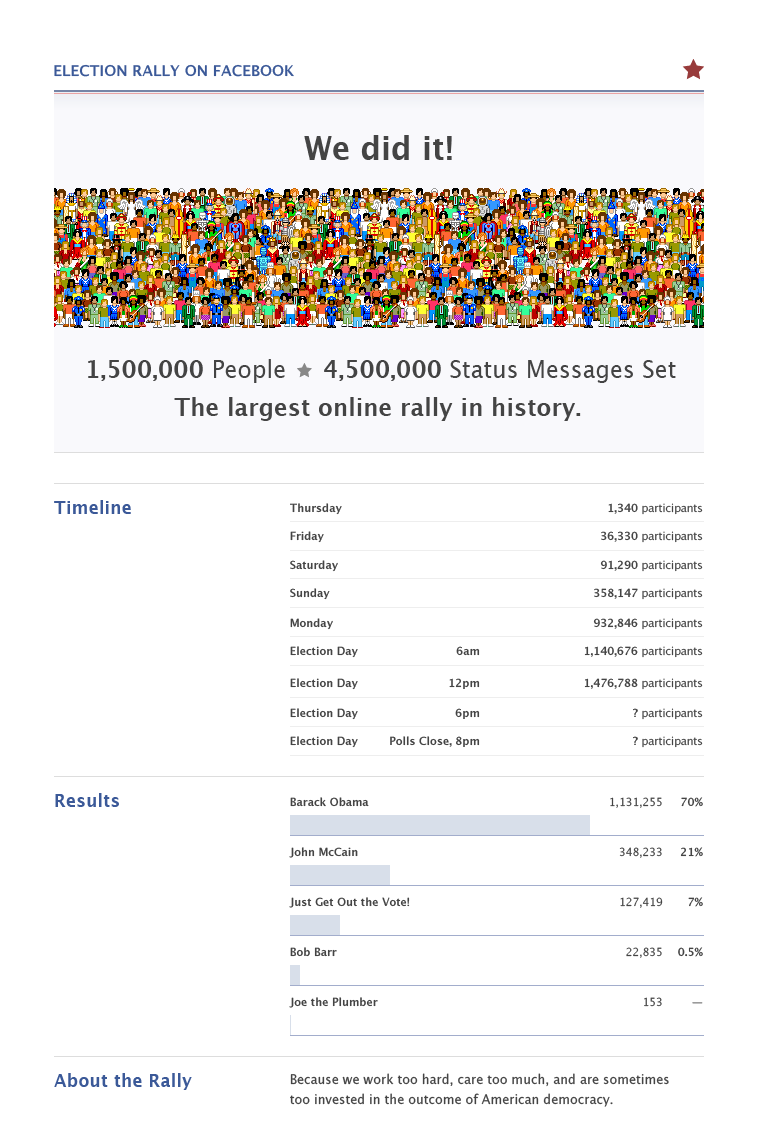 ELECTION RALLY ON FACEBOOK
We did it!
1,500,000 People ★ 4,500,000 Status Messages Set
The largest online rally in history.
Timeline
Thursday 1,340 participants
Friday 36,330 participants
Saturday 91,290 participants
Sunday 358,147 participants
Monday 932,846 participants
Election Day 6am 1,140,676 participants
Election Day 12pm 1,476,788 participants
Election Day 6pm ? participants
Election Day Polls Close, 8pm ? participants
Results
Barack Obama 1,131,255 70%
John McCain 348,233 21%
Just Get Out the Vote! 127,419 7%
Bob Barr 22,835 0.5%
Joe the Plumber 153 —
About the Rally
Because we work too hard, care too much, and are sometimes
too invested in the outcome of American democracy.